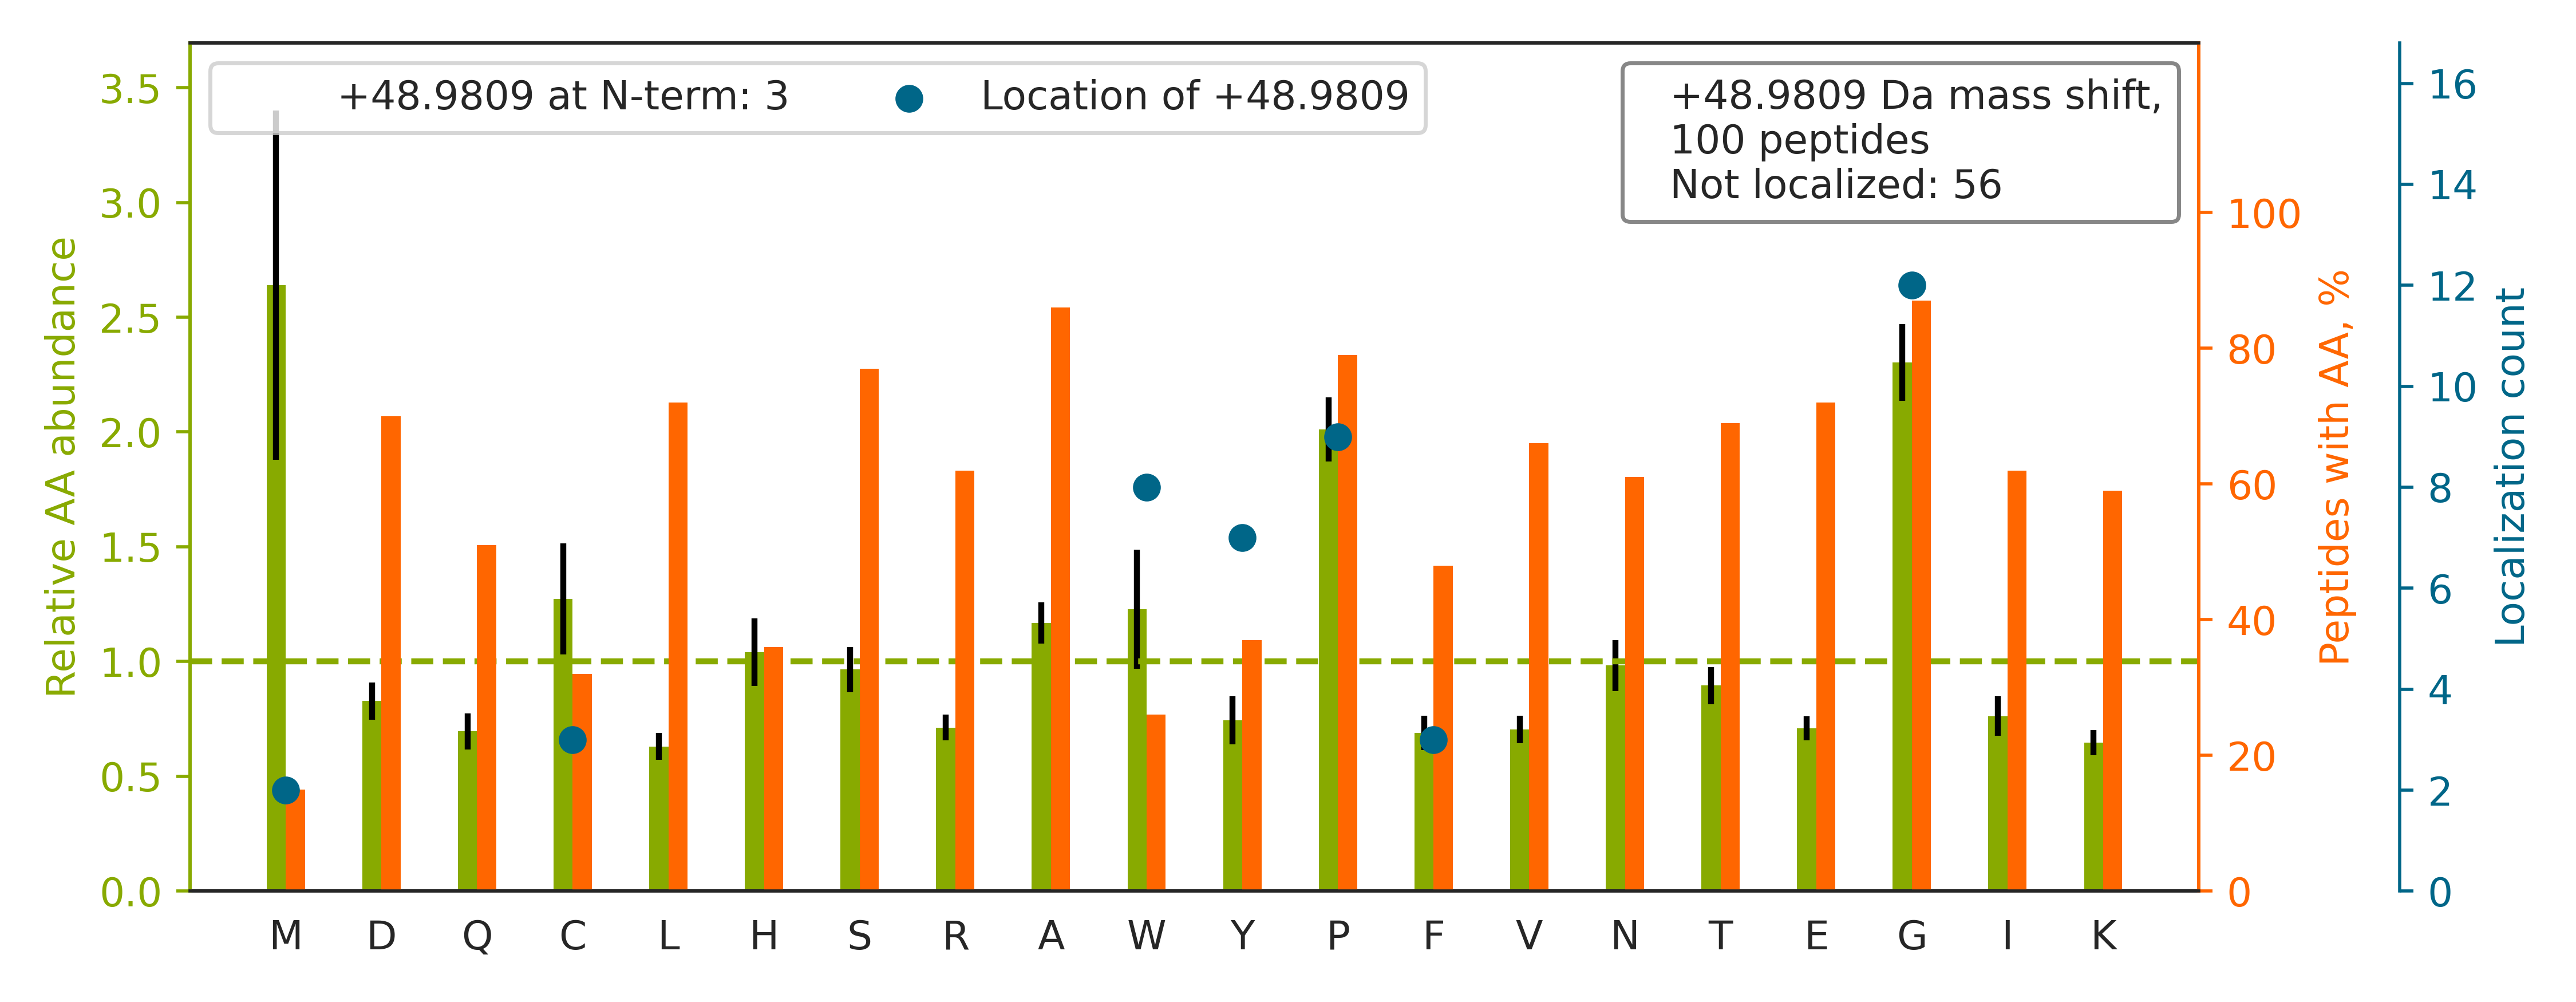 +48.9809 at N-term: 3
Location of +48.9809
+48.9809 Da mass shift,
100 peptides
Not localized: 56
Relative AA abundance
3.5
3.0
2.5
2.0
1.5
1.0
0.5
0.0
Peptides with AA, %
100
80
60
40
20
0
Localization count
16
14
12
10
8
6
4
2
0
M D Q C L H S R A W Y P F V N T E G I K